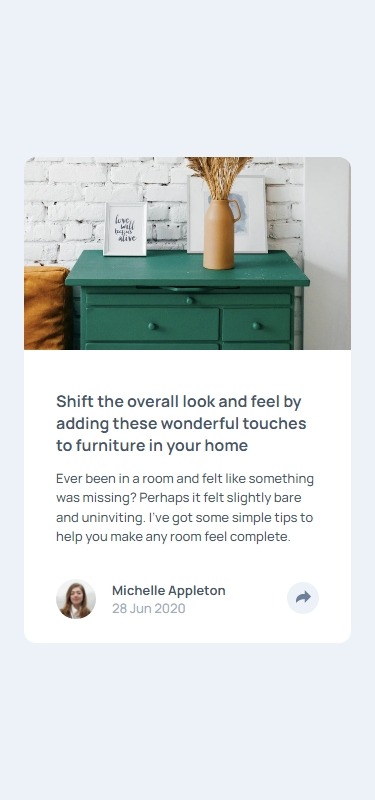 love
will
keep us
alive
Shift the overall look and feel by
adding these wonderful touches
to furniture in your home
Ever been in a room and felt like something
was missing? Perhaps it felt slightly bare
and uninviting. I’ve got some simple tips to
help you make any room feel complete.
Michelle Appleton
28 Jun 2020